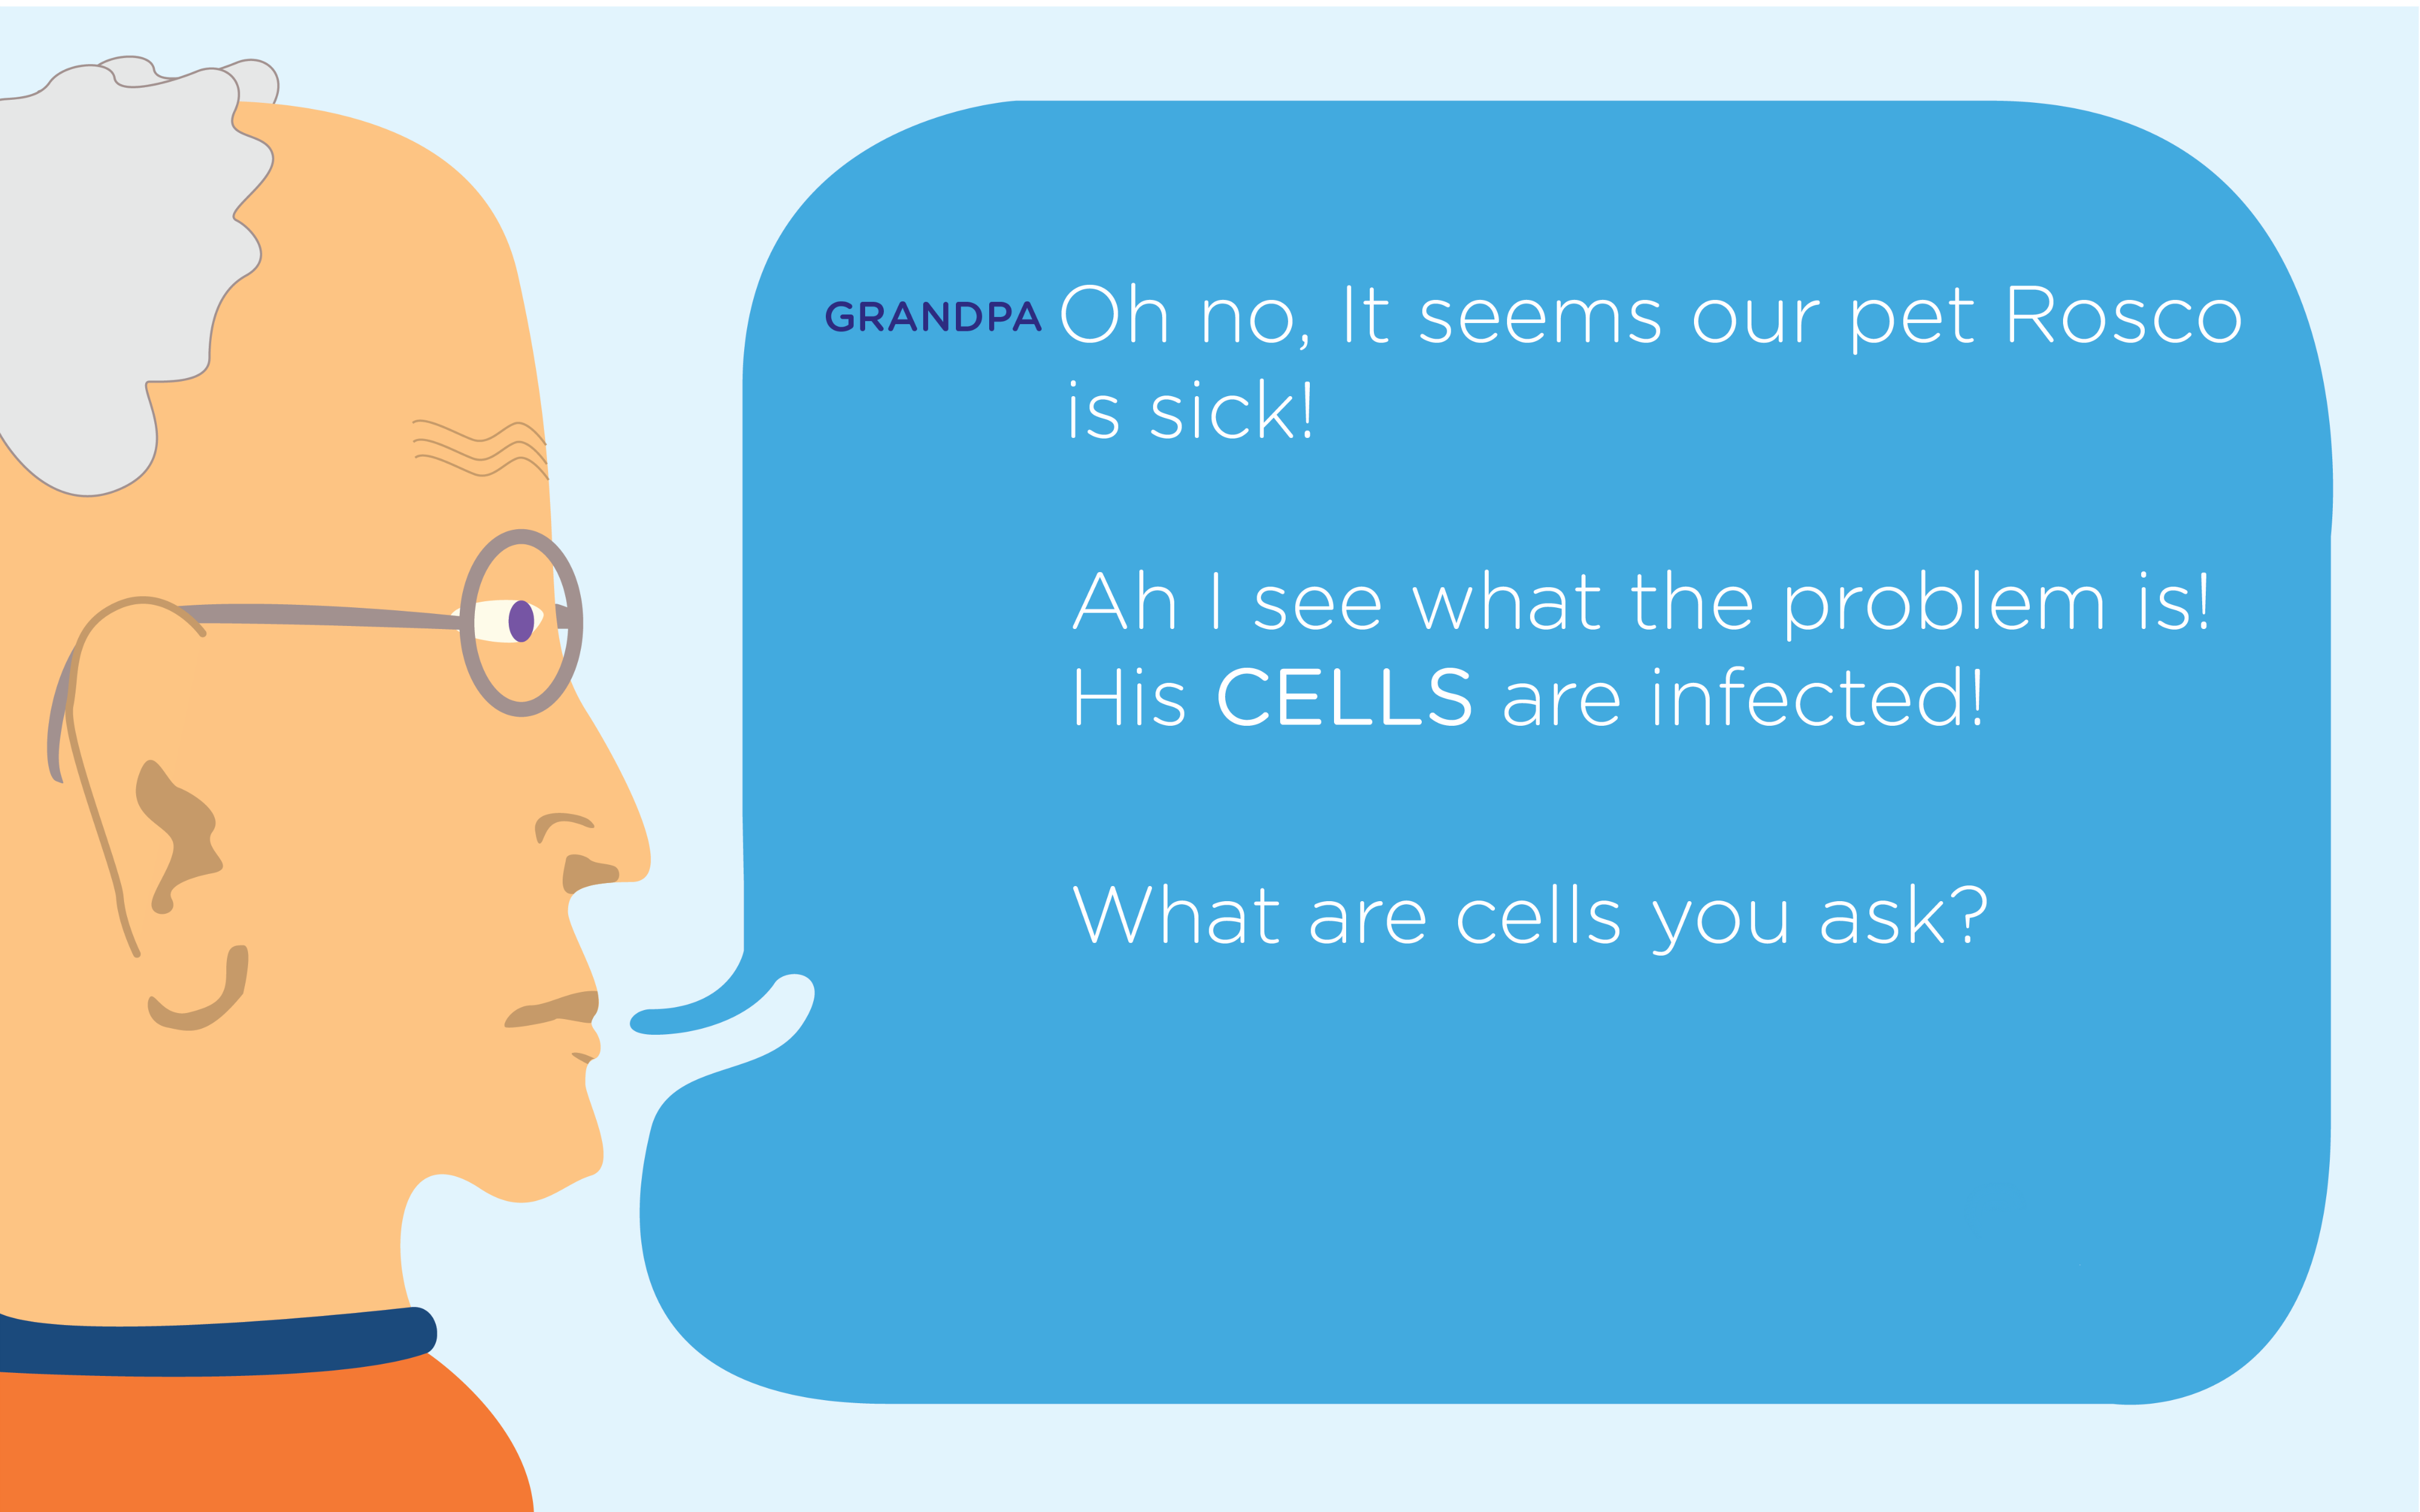 GRANDPA Oh no, It seems our pet Rosco
is sick!
Ah I see what the problem is!
His CELLS are infected!
What are cells you ask?